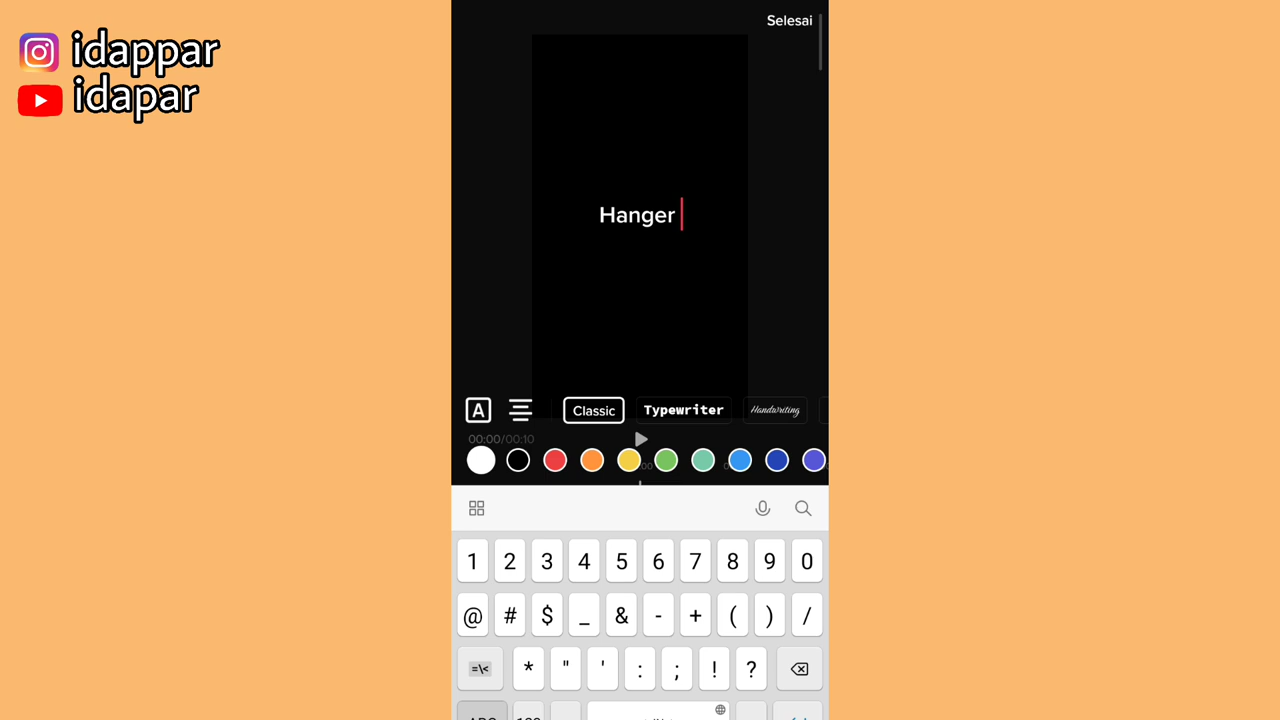 idappar
idapar
Selesai
Hanger
A
Classic Typewriter Handwriting
00:00/00:10
1 2 3 4 5 6 7 8 9 0
@ # $ _ & - + ( ) /
=\< * " ' : ; ! ?